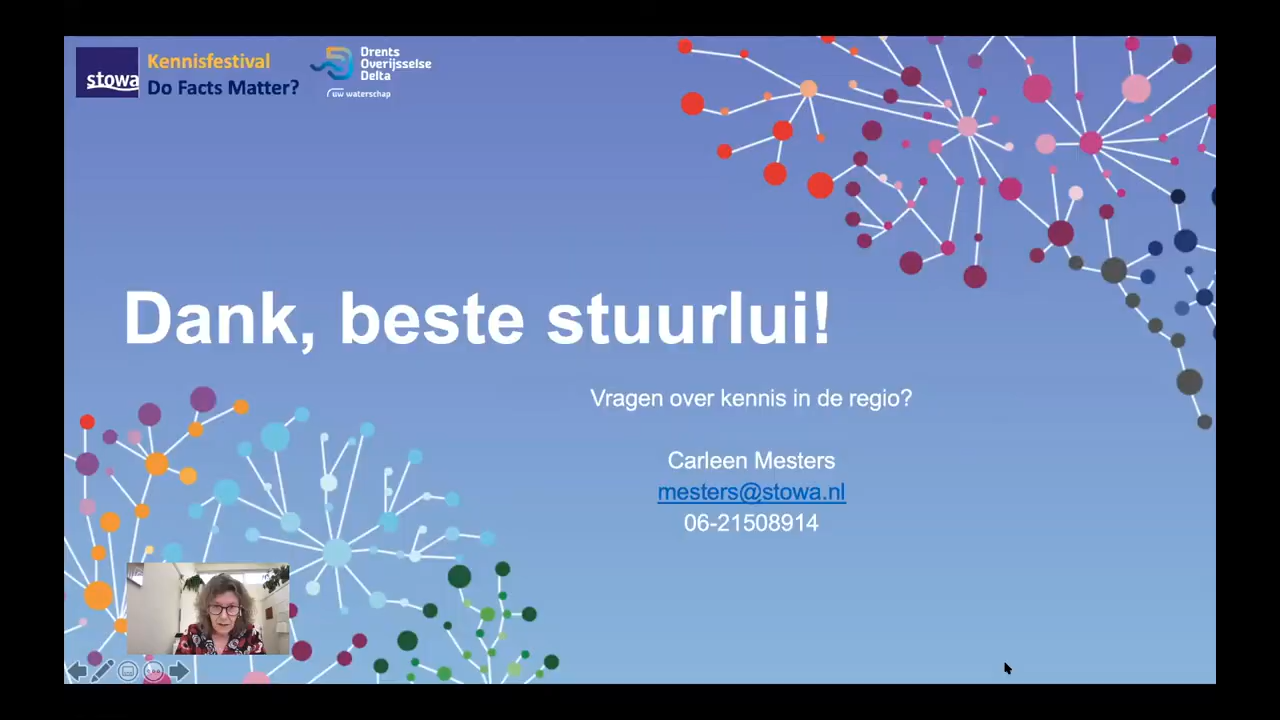 stowa
Kennisfestival
Do Facts Matter?
Drents
Overijsselse
Delta
uw waterschap
Dank, beste stuurlui!
Vragen over kennis in de regio?
Carleen Mesters
mesters@stowa.nl
06-21508914